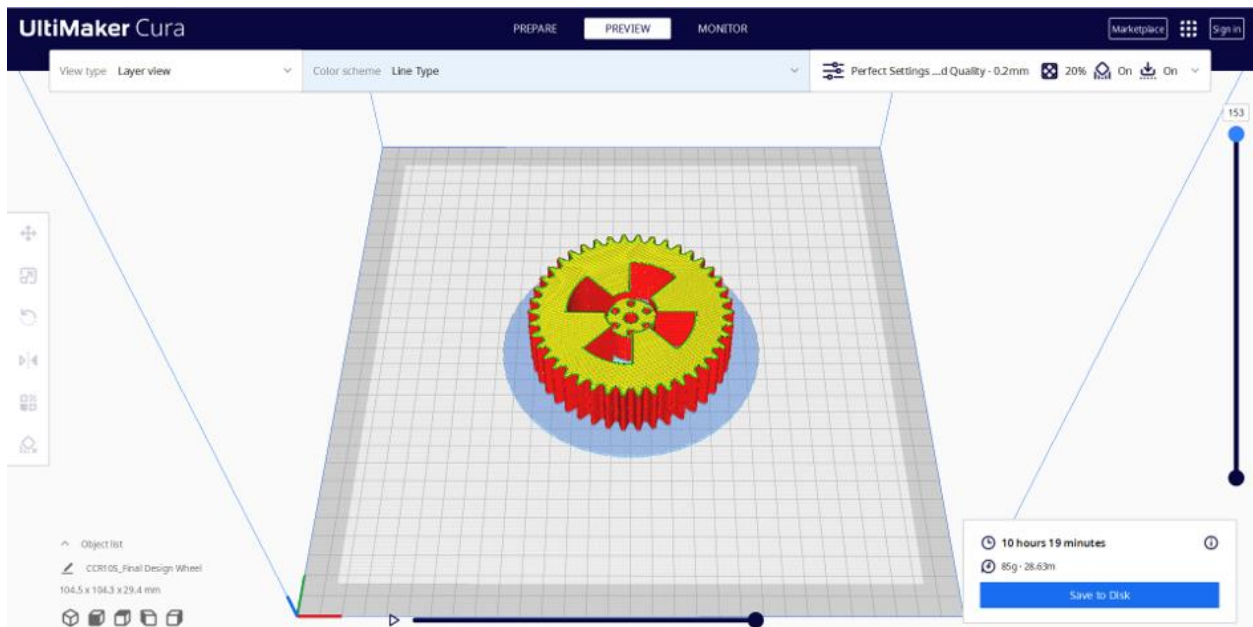 UltiMaker Cura
PREPARE PREVIEW MONITOR
Marketplace Sign in
View type Layer view
Color scheme Line Type
Perfect Settings ...d Quality - 0.2mm 20% On On
153
Object list
CCR10S_Final Design Wheel
104.5 x 104.3 x 29.4 mm
10 hours 19 minutes
85g · 28.63m
Save to Disk